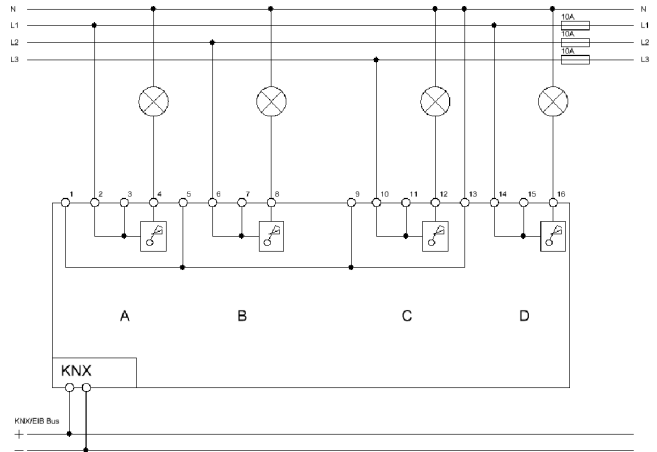 N N
10A
L1 L1
10A
L2 L2
10A
L3 L3
1 2 3 4 5 6 7 8 9 10 11 12 13 14 15 16
A B C D
KNX
KNX/EIB Bus
+
−